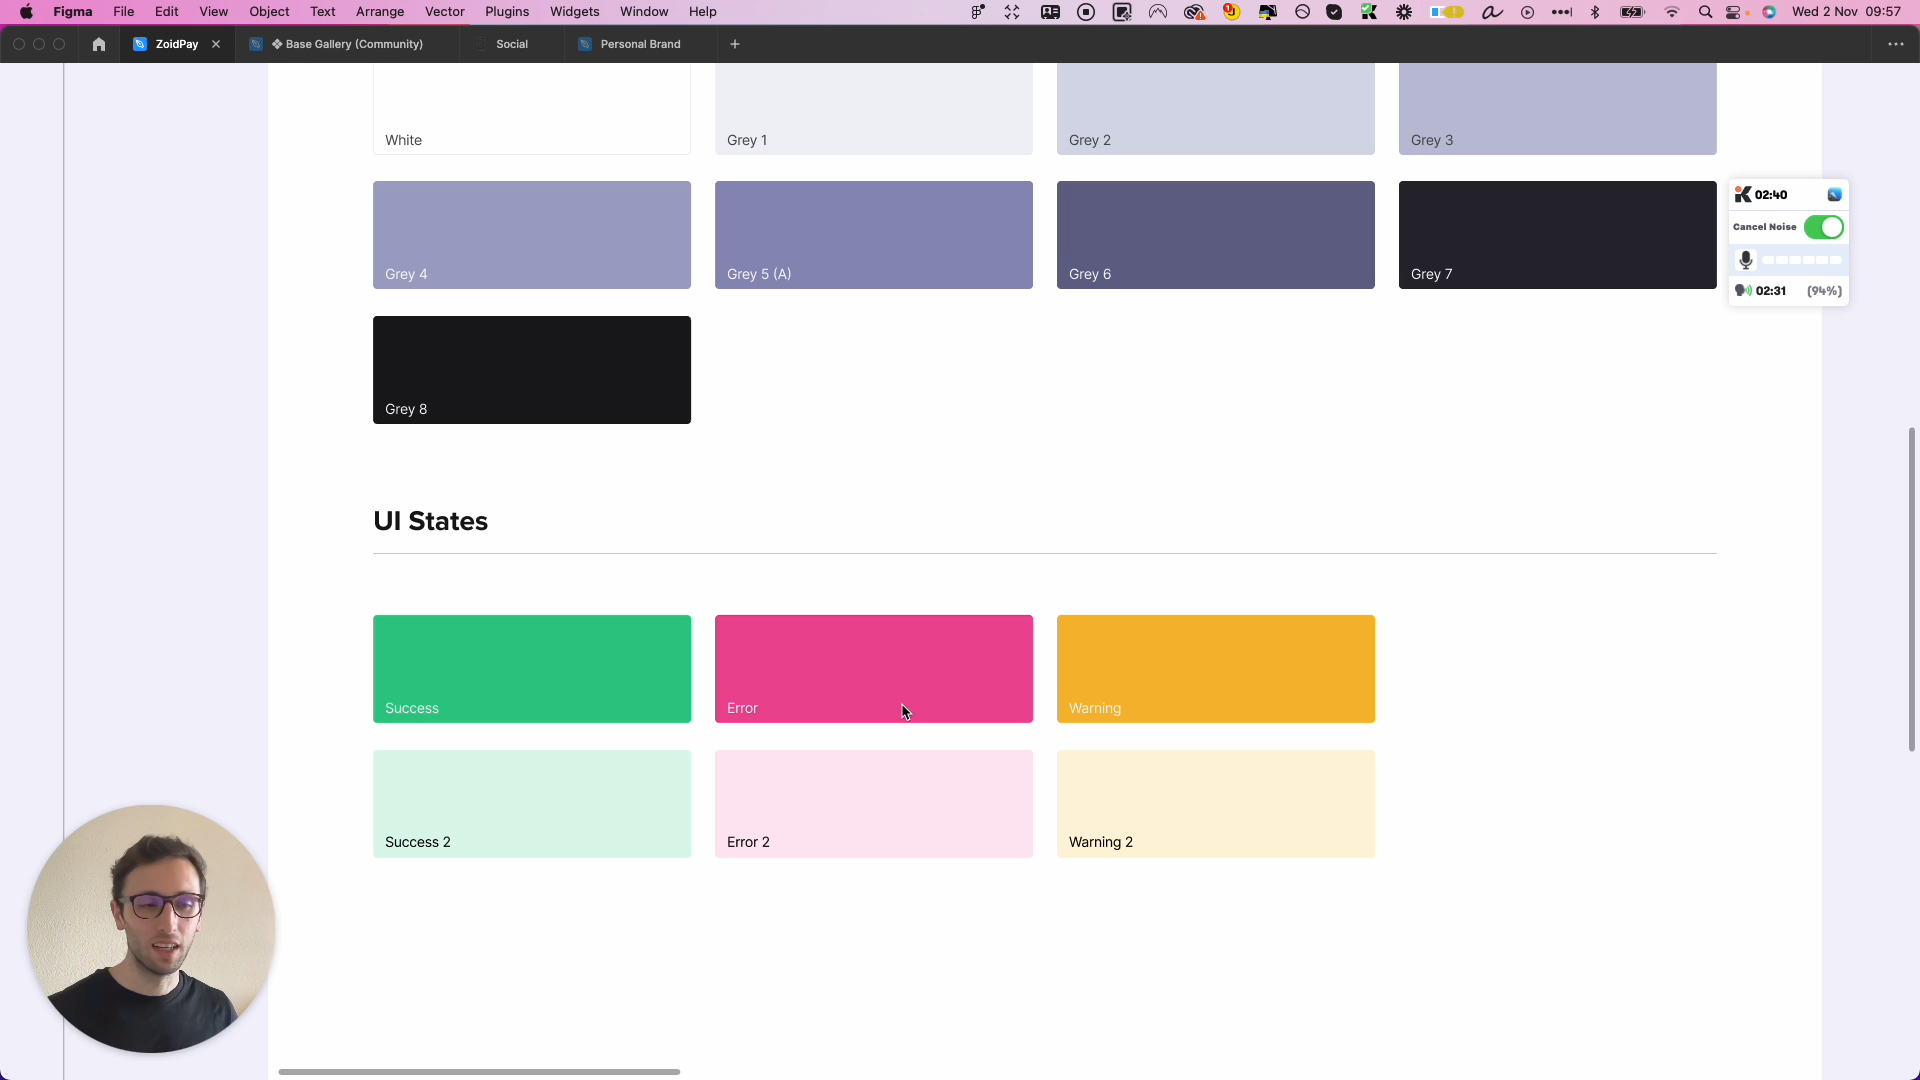 Figma File Edit View Object Text Arrange Vector Plugins Widgets Window Help Wed 2 Nov 09:57
ZoidPay Base Gallery (Community) Social Personal Brand
White Grey 1 Grey 2 Grey 3
02:40
Cancel Noise
02:31 (94%)
Grey 4 Grey 5 (A) Grey 6 Grey 7
Grey 8
UI States
Success Error Warning
Success 2 Error 2 Warning 2